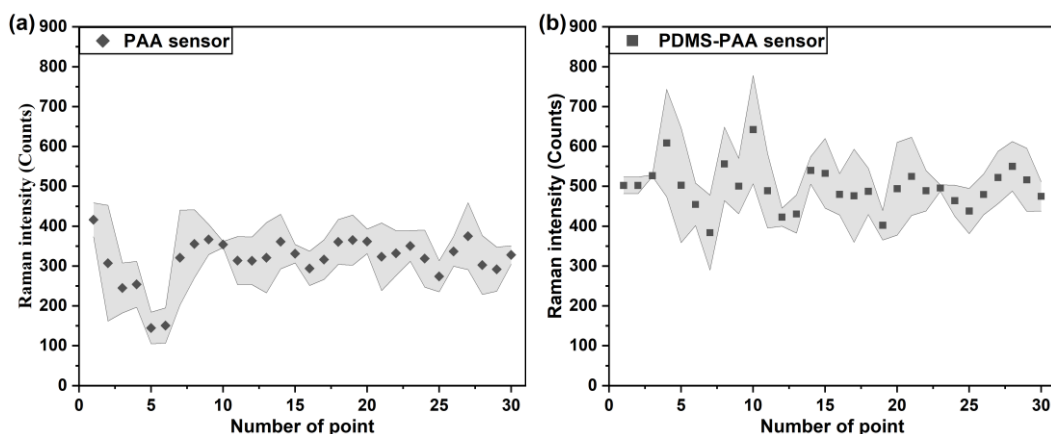 (a)
PAA sensor
900
800
700
600
500
400
300
200
100
0
Raman intensity (Counts)
0 5 10 15 20 25 30
Number of point
(b)
PDMS-PAA sensor
900
800
700
600
500
400
300
200
100
0
Raman intensity (Counts)
0 5 10 15 20 25 30
Number of point